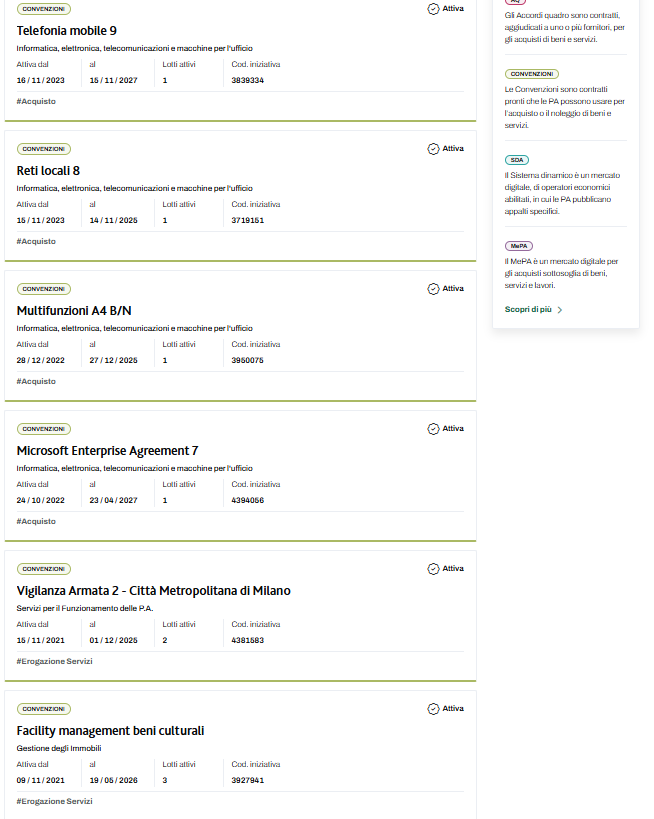 CONVENZIONI
Attiva
Telefonia mobile 9
Informatica, elettronica, telecomunicazioni e macchine per l'ufficio
Attiva dal al Lotti attivi Cod. iniziativa
16 / 11 / 2023 15 / 11 / 2027 1 3839334
#Acquisto
CONVENZIONI
Attiva
Reti locali 8
Informatica, elettronica, telecomunicazioni e macchine per l'ufficio
Attiva dal al Lotti attivi Cod. iniziativa
15 / 11 / 2023 14 / 11 / 2025 1 3719151
#Acquisto
CONVENZIONI
Attiva
Multifunzioni A4 B/N
Informatica, elettronica, telecomunicazioni e macchine per l'ufficio
Attiva dal al Lotti attivi Cod. iniziativa
28 / 12 / 2022 27 / 12 / 2025 1 3950075
#Acquisto
CONVENZIONI
Attiva
Microsoft Enterprise Agreement 7
Informatica, elettronica, telecomunicazioni e macchine per l'ufficio
Attiva dal al Lotti attivi Cod. iniziativa
24 / 10 / 2022 23 / 04 / 2027 1 4394056
#Acquisto
CONVENZIONI
Attiva
Vigilanza Armata 2 - Città Metropolitana di Milano
Servizi per il Funzionamento delle P.A.
Attiva dal al Lotti attivi Cod. iniziativa
15 / 11 / 2021 01 / 12 / 2025 2 4381583
#Erogazione Servizi
CONVENZIONI
Attiva
Facility management beni culturali
Gestione degli Immobili
Attiva dal al Lotti attivi Cod. iniziativa
09 / 11 / 2021 19 / 05 / 2026 3 3927941
#Erogazione Servizi
Gli Accordi quadro sono contratti,
aggiudicati a uno o più fornitori, per
gli acquisti di beni e servizi.
CONVENZIONI
Le Convenzioni sono contratti
pronti che le PA possono usare per
l'acquisto o il noleggio di beni e
servizi.
SDA
Il Sistema dinamico è un mercato
digitale, di operatori economici
abilitati, in cui le PA pubblicano
appalti specifici.
MePA
Il MePA è un mercato digitale per
gli acquisti sottosoglia di beni,
servizi e lavori.
Scopri di più